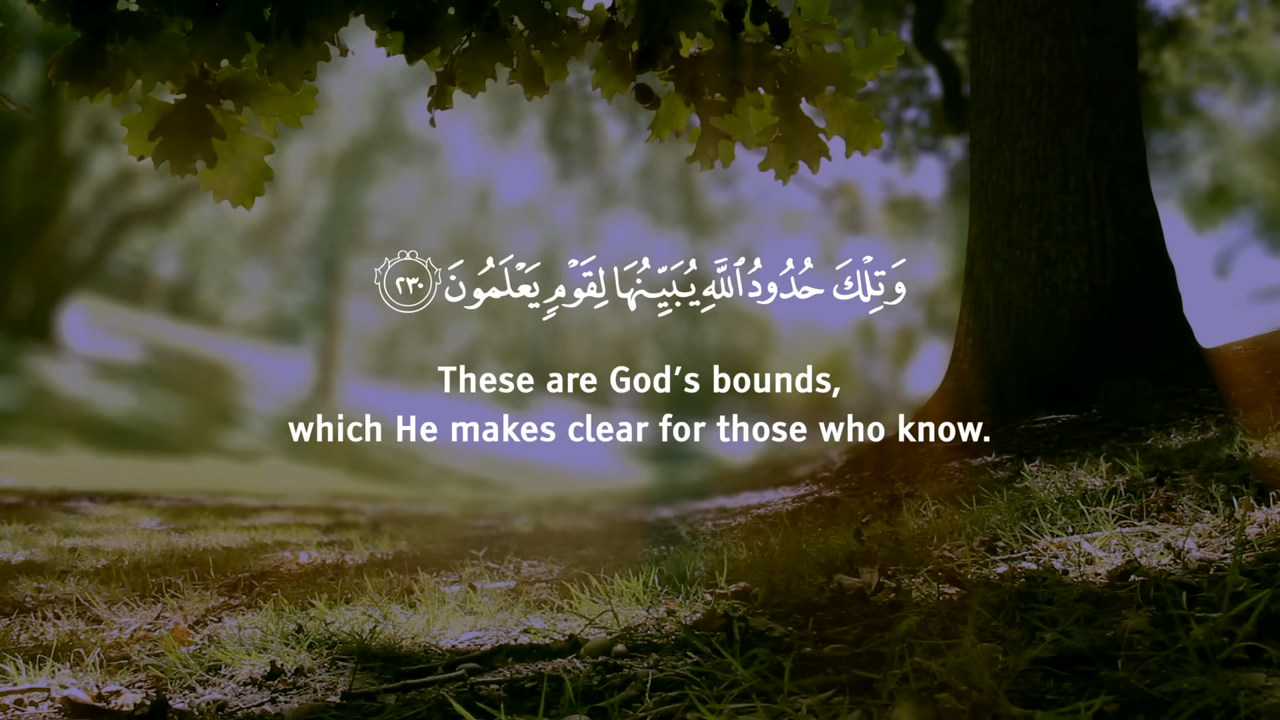 وَتِلْكَ حُدُودُ ٱللَّهِ يُبَيِّنُهَا لِقَوْمٍ يَعْلَمُونَ ٢٣٠
These are God’s bounds,
which He makes clear for those who know.